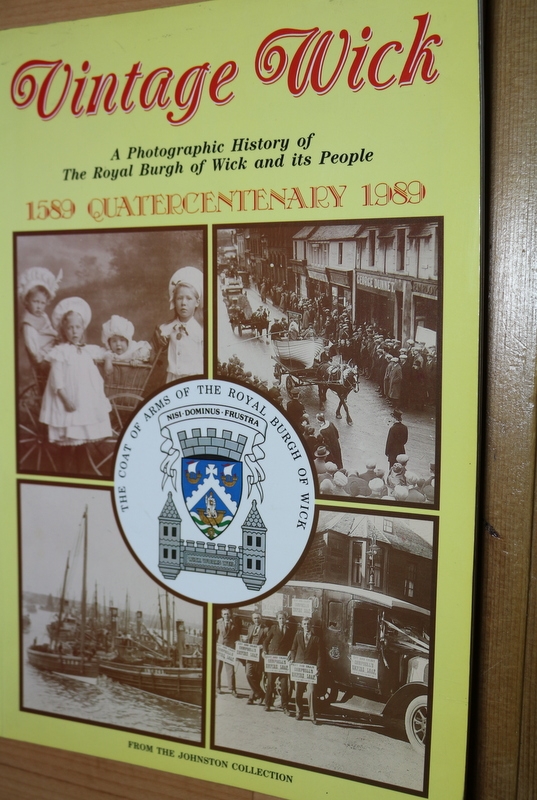 Vintage Wick
A Photographic History of
The Royal Burgh of Wick and its People
1589 QUATERCENTENARY 1989
THE COAT OF ARMS OF THE ROYAL BURGH OF WICK
NISI·DOMINUS·FRUSTRA
FROM THE JOHNSTON COLLECTION